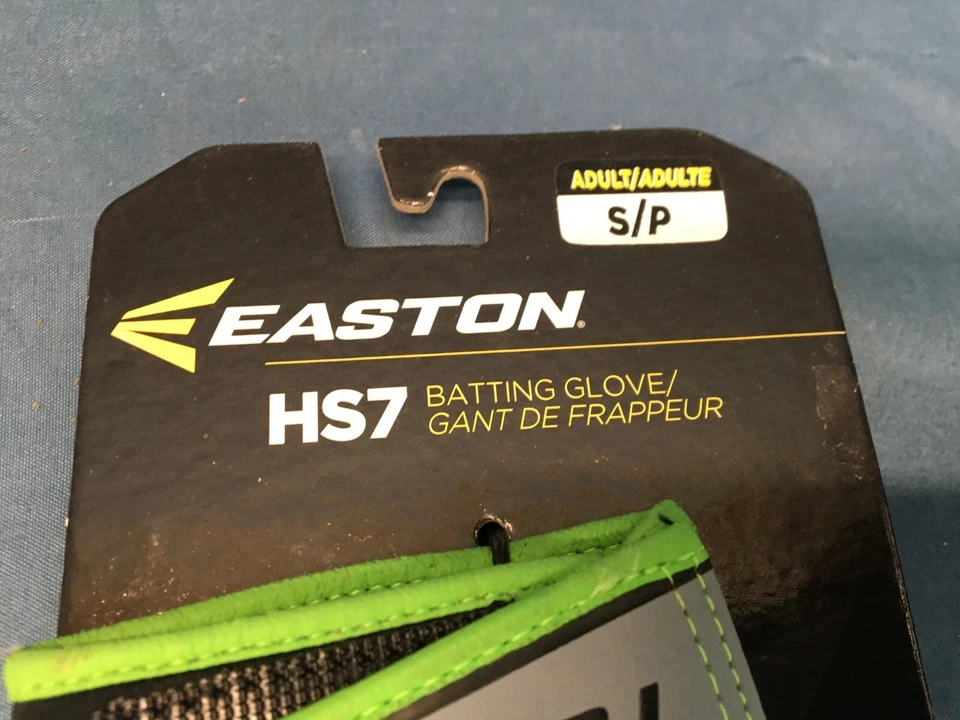 ADULT/ADULTE
S/P
EASTON
HS7 BATTING GLOVE/
GANT DE FRAPPEUR